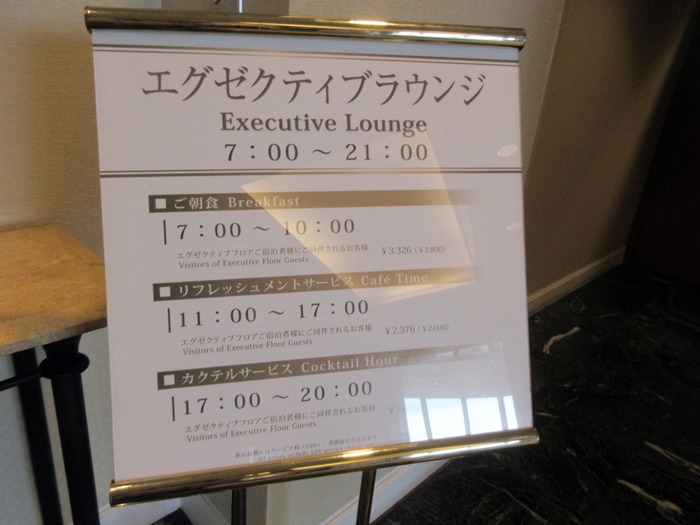 エグゼクティブラウンジ
Executive Lounge
7：00 ～ 21：00
■ ご朝食 Breakfast
7：00 ～ 10：00
エグゼクティブフロアご宿泊者様にご同伴されるお客様 ￥3,326 (￥2,800)
Visitors of Executive Floor Guests
■ リフレッシュメントサービス Café Time
11：00 ～ 17：00
エグゼクティブフロアご宿泊者様にご同伴されるお客様 ￥2,376 (￥2,000)
Visitors of Executive Floor Guests
■ カクテルサービス Cocktail Hour
17：00 ～ 20：00
エグゼクティブフロアご宿泊者様にご同伴されるお客様
Visitors of Executive Floor Guests